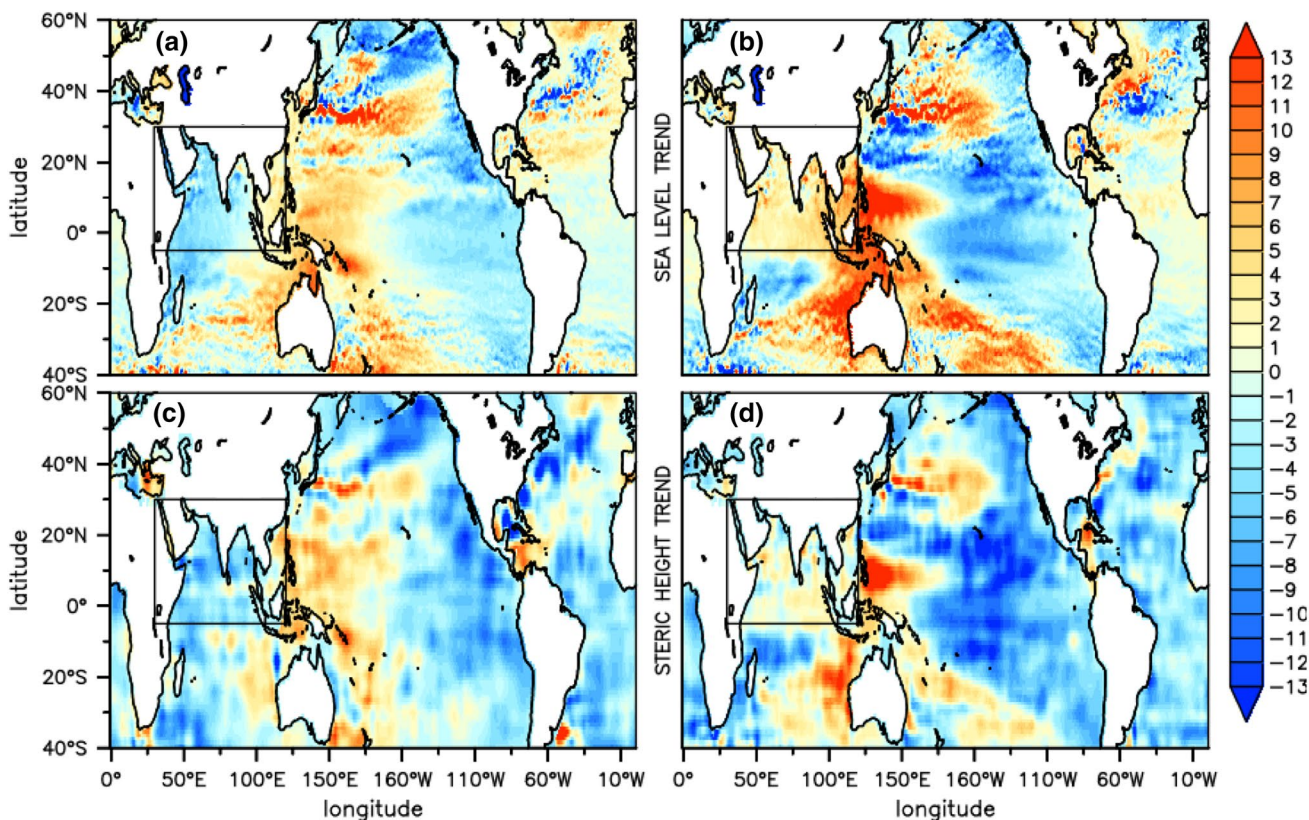 (a)
60°N
40°N
20°N
0°
20°S
40°S
latitude
(b)
SEA LEVEL TREND
(c)
60°N
40°N
20°N
0°
20°S
40°S
latitude
0° 50°E 100°E 150°E 160°W 110°W 60°W 10°W
longitude
(d)
STERIC HEIGHT TREND
0° 50°E 100°E 150°E 160°W 110°W 60°W 10°W
longitude
13
12
11
10
9
8
7
6
5
4
3
2
1
0
-1
-2
-3
-4
-5
-6
-7
-8
-9
-10
-11
-12
-13